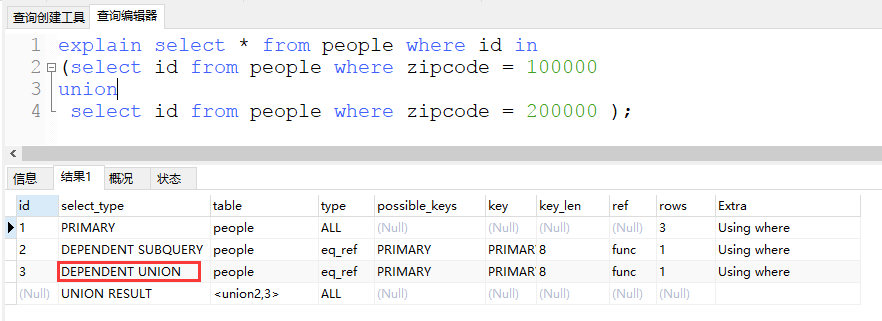 查询创建工具 查询编辑器
1 explain select * from people where id in
2 (select id from people where zipcode = 100000
3 union
4 select id from people where zipcode = 200000 );
信息 结果1 概况 状态
id select_type table type possible_keys key key_len ref rows Extra
1 PRIMARY people ALL (Null) (Null) (Null) (Null) 3 Using where
2 DEPENDENT SUBQUERY people eq_ref PRIMARY PRIMAR 8 func 1 Using where
3 DEPENDENT UNION people eq_ref PRIMARY PRIMAR 8 func 1 Using where
(Null) UNION RESULT <union2,3> ALL (Null) (Null) (Null) (Null) (Null)